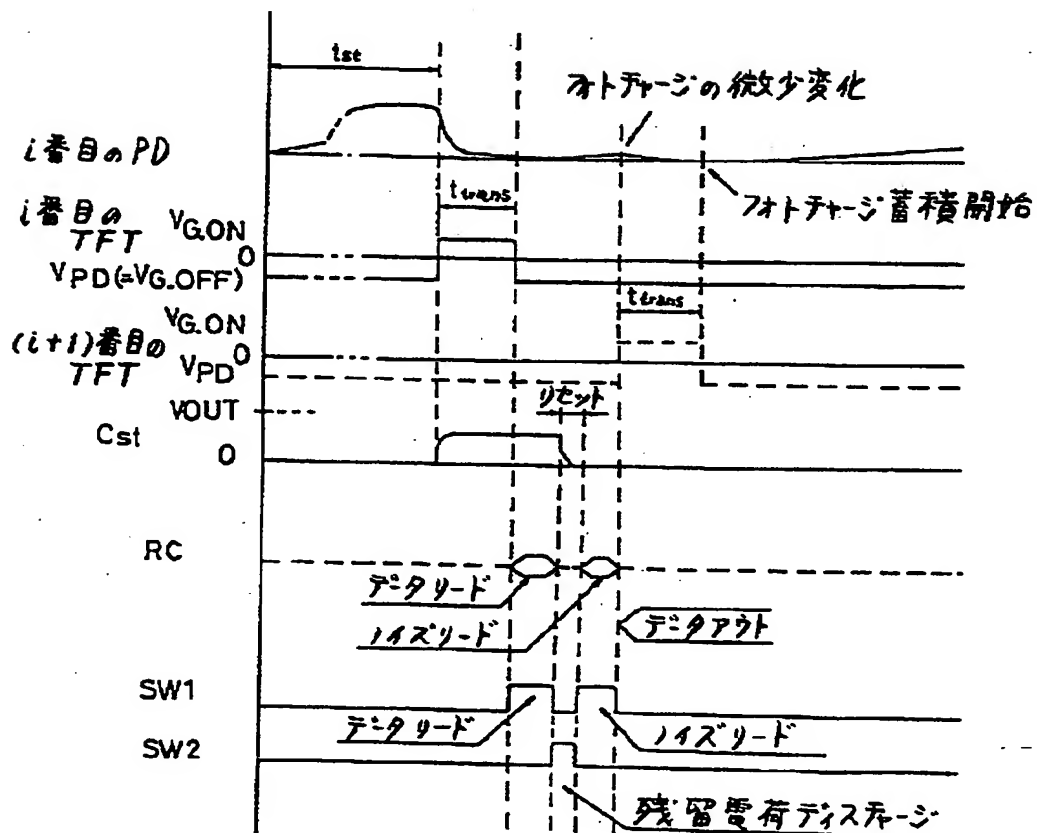 tst
フォトチャージの微少変化
i番目のPD
ttrans
フォトチャージ蓄積開始
i番目の
TFT
VG.ON
0
VPD(=VG.OFF)
ttrans
VG.ON
(i+1)番目の
TFT
0
VPD
リセット
VOUT
Cst
0
RC
データリード
ノイズリード
データアウト
SW1
データリード
ノイズリード
SW2
残留電荷ディスチャージ